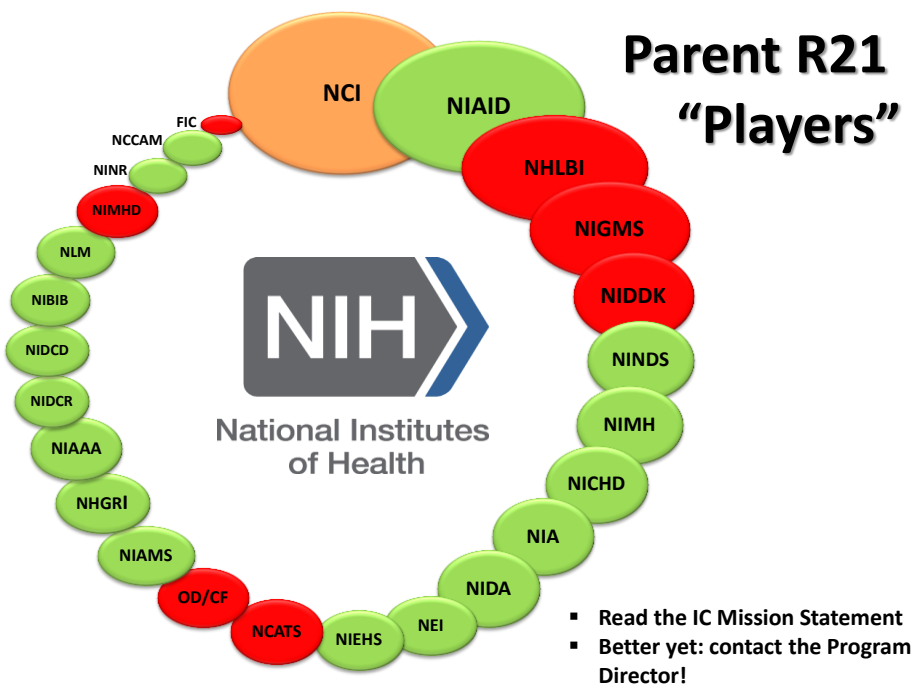 Parent R21
“Players”
NCI
NIAID
NHLBI
NIGMS
NIDDK
NINDS
NIMH
NICHD
NIA
NIDA
NEI
NIEHS
NCATS
OD/CF
NIAMS
NHGRI
NIAAA
NIDCR
NIDCD
NIBIB
NLM
NIMHD
NINR
NCCAM
FIC
NIH
National Institutes
of Health
▪ Read the IC Mission Statement
▪ Better yet: contact the Program
Director!